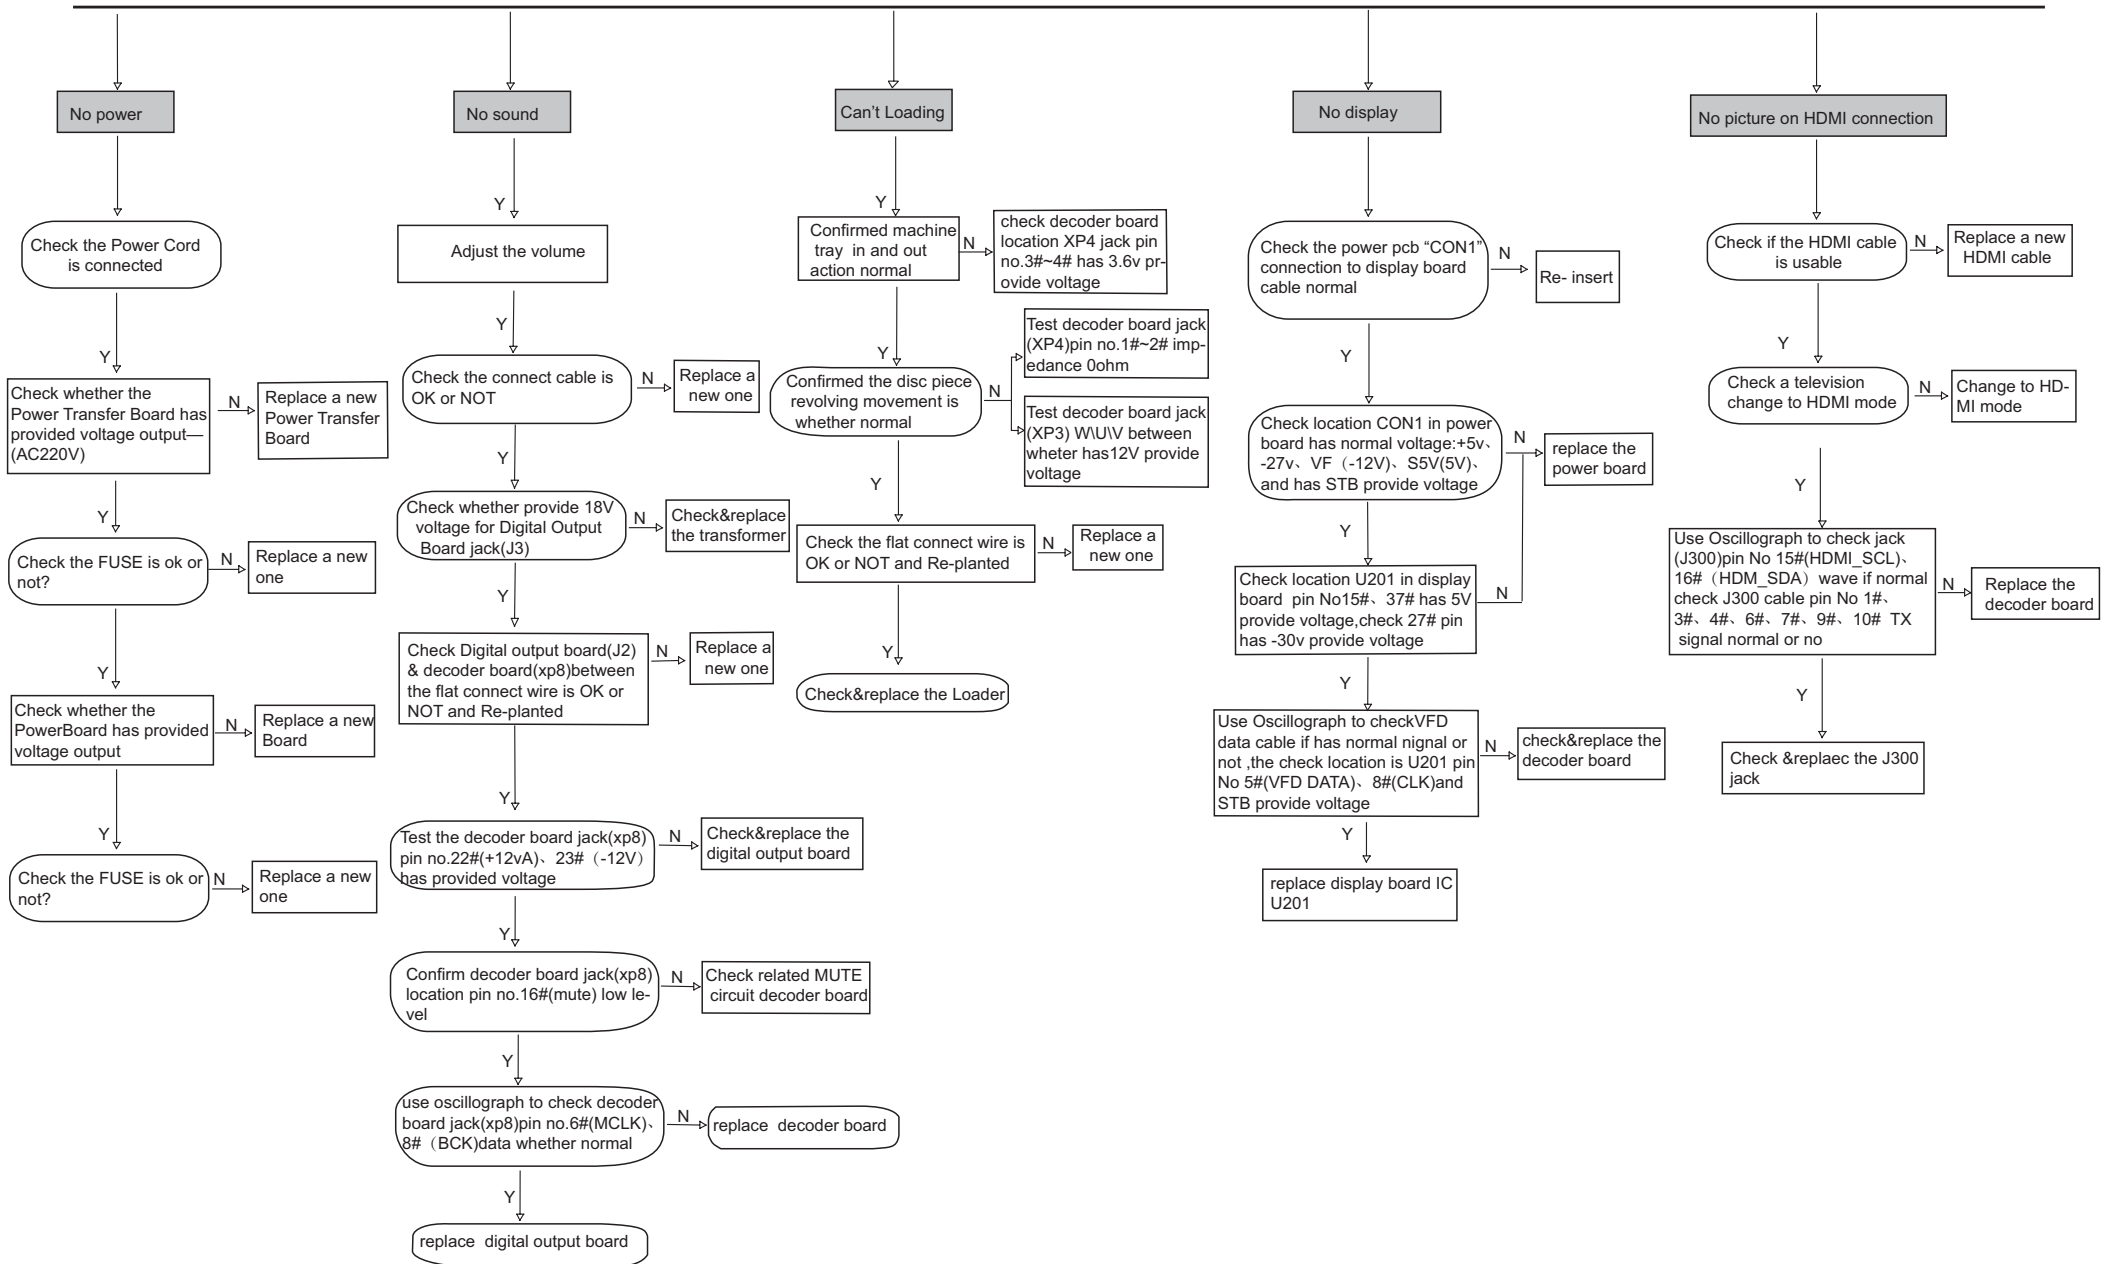 No power
Y
Check the Power Cord
is connected
Y
Check whether the
Power Transfer Board has
provided voltage output—
(AC220V)
N
Replace a new
Power Transfer
Board
Y
Check the FUSE is ok or
not?
N
Replace a new
one
Y
Check whether the
PowerBoard has provided
voltage output
N
Replace a new
Board
Y
Check the FUSE is ok or
not?
N
Replace a new
one
No sound
Y
Adjust the volume
Y
Check the connect cable is
OK or NOT
N
Replace a
new one
Y
Check whether provide 18V
voltage for Digital Output
Board jack(J3)
N
Check&replace
the transformer
Y
Check Digital output board(J2)
& decoder board(xp8)between
the flat connect wire is OK or
NOT and Re-planted
N
Replace a
new one
Y
Test the decoder board jack(xp8)
pin no.22#(+12vA)、23#（-12V）
has provided voltage
N
Check&replace the
digital output board
Y
Confirm decoder board jack(xp8)
location pin no.16#(mute) low le-
vel
N
Check related MUTE
circuit decoder board
Y
use oscillograph to check decoder
board jack(xp8)pin no.6#(MCLK)、
8#（BCK)data whether normal
N
replace decoder board
Y
replace digital output board
Can't Loading
Y
Confirmed machine
tray in and out
action normal
N
check decoder board
location XP4 jack pin
no.3#~4# has 3.6v pr-
ovide voltage
Y
Confirmed the disc piece
revolving movement is
whether normal
N
Test decoder board jack
(XP4)pin no.1#~2# imp-
edance 0ohm
Test decoder board jack
(XP3) W\U\V between
wheter has12V provide
voltage
Y
Check the flat connect wire is
OK or NOT and Re-planted
N
Replace a
new one
Y
Check&replace the Loader
No display
Check the power pcb “CON1”
connection to display board
cable normal
N
Re- insert
Y
Check location CON1 in power
board has normal voltage:+5v、
-27v、VF（-12V)、S5V(5V)、
and has STB provide voltage
N
replace the
power board
Y
Check location U201 in display
board pin No15#、37# has 5V
provide voltage,check 27# pin
has -30v provide voltage
N
Y
Use Oscillograph to checkVFD
data cable if has normal nignal or
not ,the check location is U201 pin
No 5#(VFD DATA)、8#(CLK)and
STB provide voltage
N
check&replace the
decoder board
Y
replace display board IC
U201
No picture on HDMI connection
Check if the HDMI cable
is usable
N
Replace a new
HDMI cable
Y
Check a television
change to HDMI mode
N
Change to HD-
MI mode
Y
Use Oscillograph to check jack
(J300)pin No 15#(HDMI_SCL)、
16#（HDM_SDA）wave if normal
check J300 cable pin No 1#、
3#、4#、6#、7#、9#、10# TX
signal normal or no
N
Replace the
decoder board
Y
Check &replaec the J300
jack